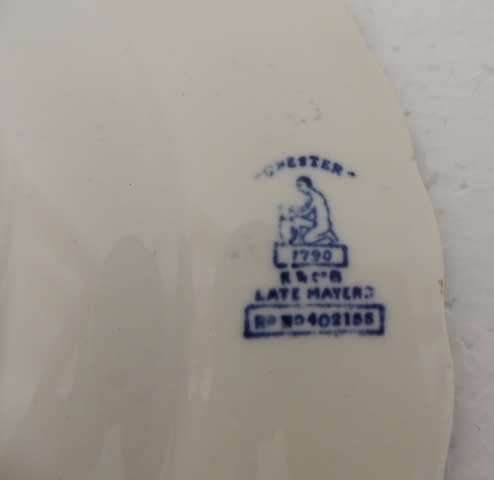 CHESTER
1790
K & Co B
LATE MAYERS
Rd No 402155